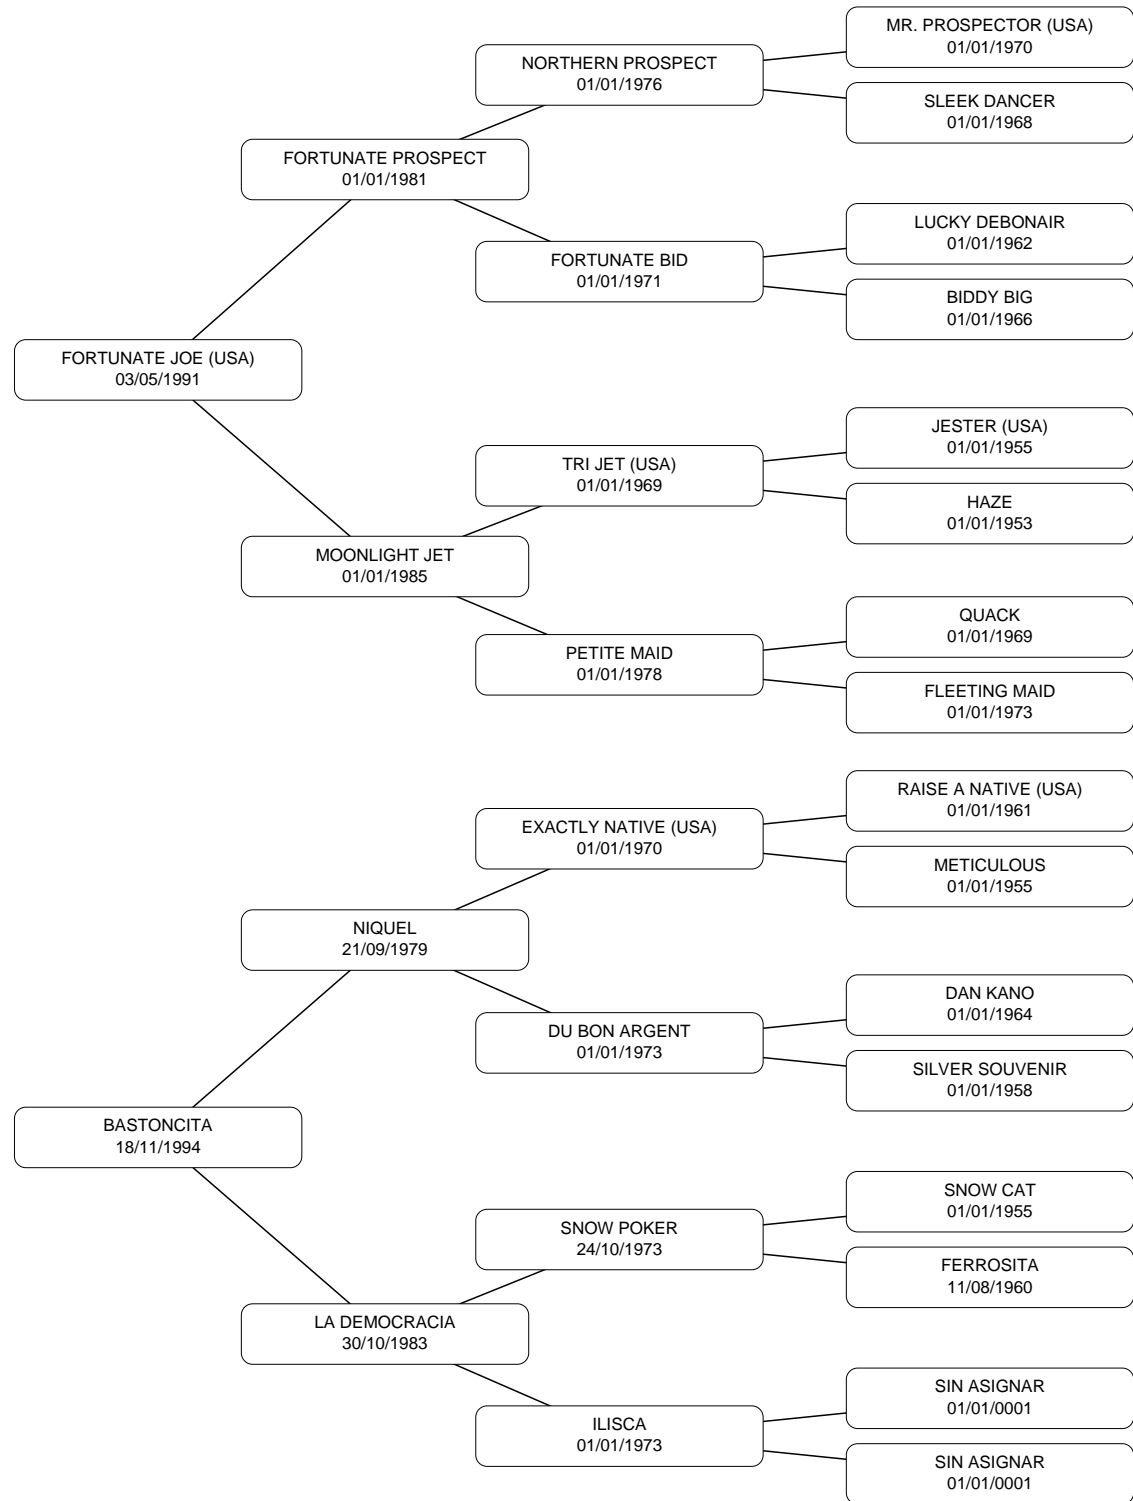 MR. PROSPECTOR (USA)
01/01/1970
NORTHERN PROSPECT
01/01/1976
SLEEK DANCER
01/01/1968
FORTUNATE PROSPECT
01/01/1981
LUCKY DEBONAIR
01/01/1962
FORTUNATE BID
01/01/1971
BIDDY BIG
01/01/1966
FORTUNATE JOE (USA)
03/05/1991
JESTER (USA)
01/01/1955
TRI JET (USA)
01/01/1969
HAZE
01/01/1953
MOONLIGHT JET
01/01/1985
QUACK
01/01/1969
PETITE MAID
01/01/1978
FLEETING MAID
01/01/1973
RAISE A NATIVE (USA)
01/01/1961
EXACTLY NATIVE (USA)
01/01/1970
METICULOUS
01/01/1955
NIQUEL
21/09/1979
DAN KANO
01/01/1964
DU BON ARGENT
01/01/1973
SILVER SOUVENIR
01/01/1958
BASTONCITA
18/11/1994
SNOW CAT
01/01/1955
SNOW POKER
24/10/1973
FERROSITA
11/08/1960
LA DEMOCRACIA
30/10/1983
SIN ASIGNAR
01/01/0001
ILISCA
01/01/1973
SIN ASIGNAR
01/01/0001